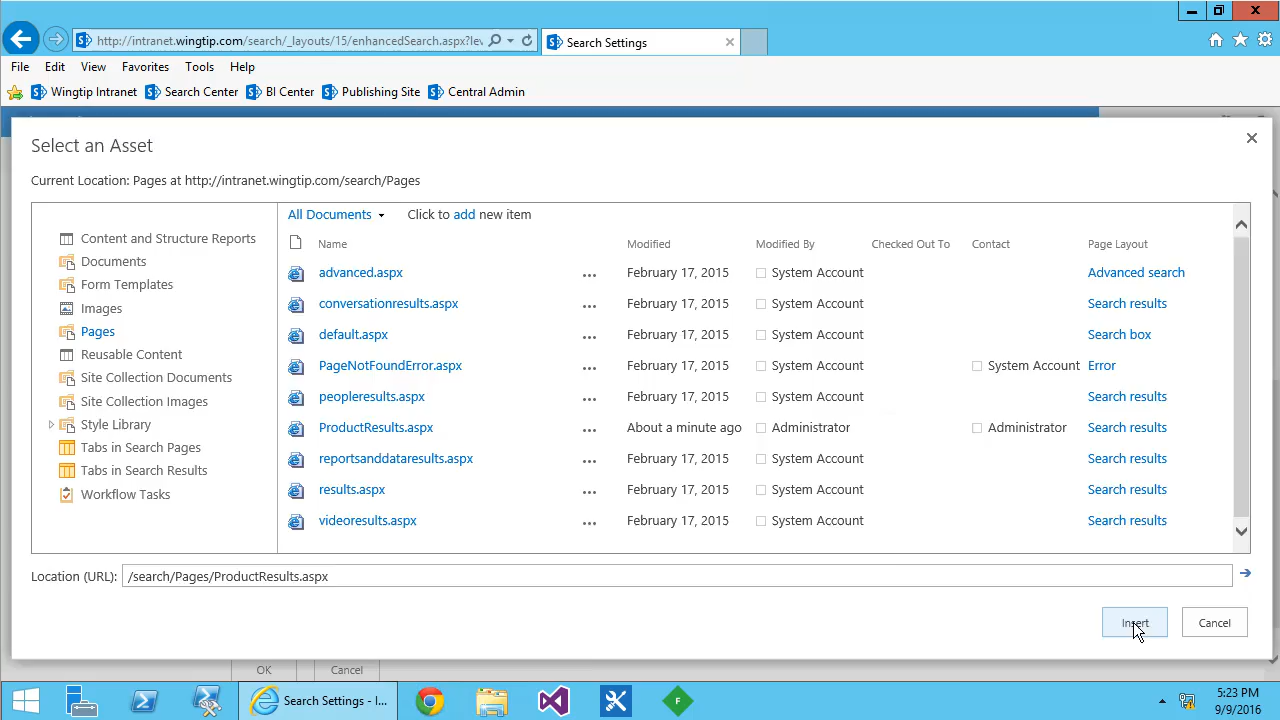 http://intranet.wingtip.com/search/_layouts/15/enhancedSearch.aspx?lev
Search Settings
File Edit View Favorites Tools Help
Wingtip Intranet Search Center BI Center Publishing Site Central Admin
Select an Asset
Current Location: Pages at http://intranet.wingtip.com/search/Pages
All Documents Click to add new item
Name Modified Modified By Checked Out To Contact Page Layout
Content and Structure Reports
Documents
Form Templates
Images
Pages
Reusable Content
Site Collection Documents
Site Collection Images
Style Library
Tabs in Search Pages
Tabs in Search Results
Workflow Tasks
advanced.aspx ... February 17, 2015 System Account Advanced search
conversationresults.aspx ... February 17, 2015 System Account Search results
default.aspx ... February 17, 2015 System Account Search box
PageNotFoundError.aspx ... February 17, 2015 System Account System Account Error
peopleresults.aspx ... February 17, 2015 System Account Search results
ProductResults.aspx ... About a minute ago Administrator Administrator Search results
reportsanddataresults.aspx ... February 17, 2015 System Account Search results
results.aspx ... February 17, 2015 System Account Search results
videoresults.aspx ... February 17, 2015 System Account Search results
Location (URL): /search/Pages/ProductResults.aspx
Insert Cancel
OK Cancel
Search Settings - I...
F
5:23 PM
9/9/2016